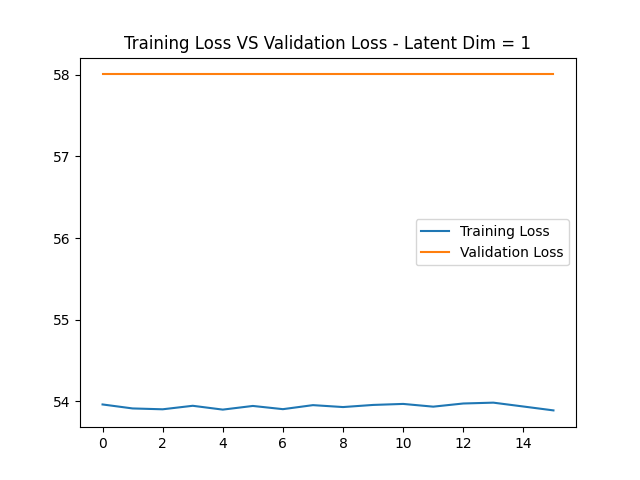 Training Loss VS Validation Loss - Latent Dim = 1
58
57
56
55
54
Training Loss
Validation Loss
0 2 4 6 8 10 12 14